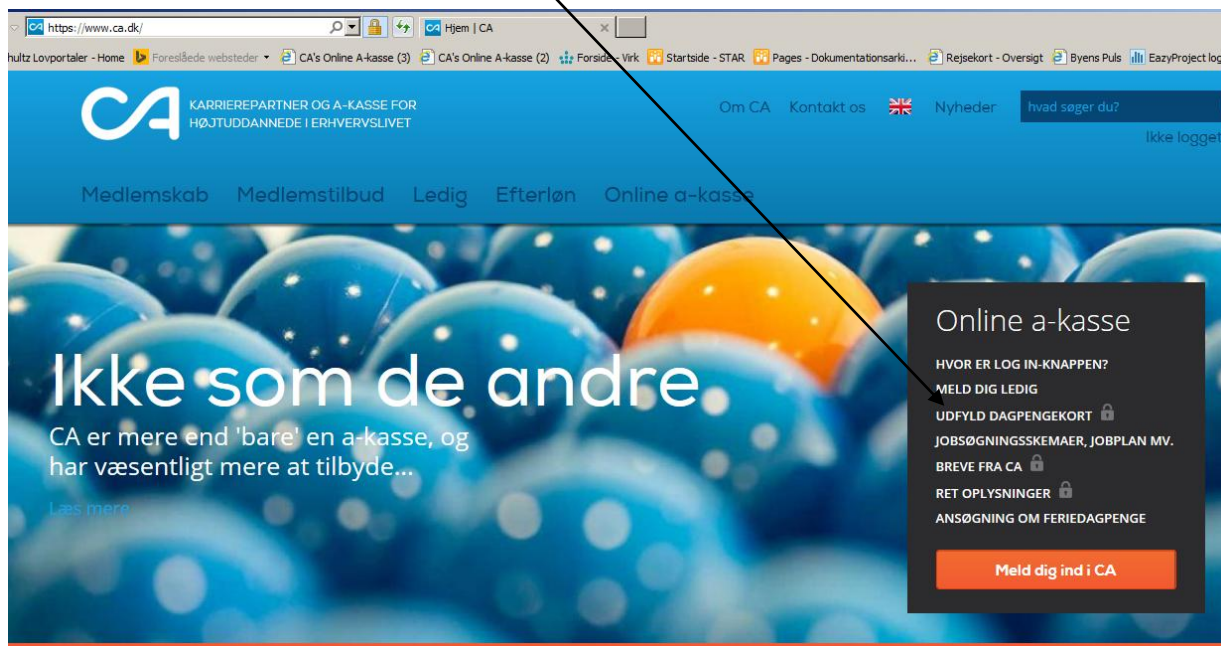 https://www.ca.dk/
Hjem | CA
hultz Lovportaler - Home
Foreslåede websteder
CA's Online A-kasse (3)
CA's Online A-kasse (2)
Forside - Virk
Startside - STAR
Pages - Dokumentationsarki...
Rejsekort - Oversigt
Byens Puls
EazyProject log
CA
KARRIEREPARTNER OG A-KASSE FOR
HØJTUDDANNEDE I ERHVERVSLIVET
Om CA
Kontakt os
Nyheder
hvad søger du?
Ikke logget
Medlemskab
Medlemstilbud
Ledig
Efterløn
Online a-kasse
Ikke som de andre
CA er mere end 'bare' en a-kasse, og
har væsentligt mere at tilbyde...
Læs mere
Online a-kasse
HVOR ER LOG IN-KNAPPEN?
MELD DIG LEDIG
UDFYLD DAGPENGEKORT
JOBSØGNINGSSKEMAER, JOBPLAN MV.
BREVE FRA CA
RET OPLYSNINGER
ANSØGNING OM FERIEDAGPENGE
Meld dig ind i CA